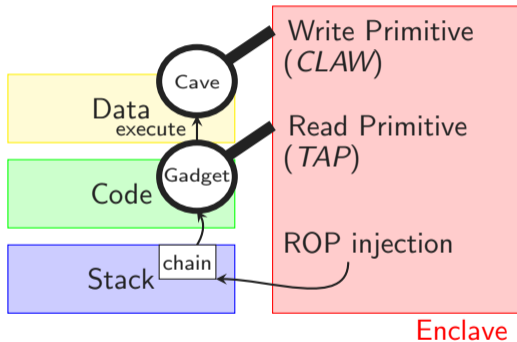 Write Primitive
(CLAW)
Cave
Data
execute
Read Primitive
(TAP)
Gadget
Code
ROP injection
chain
Stack
Enclave